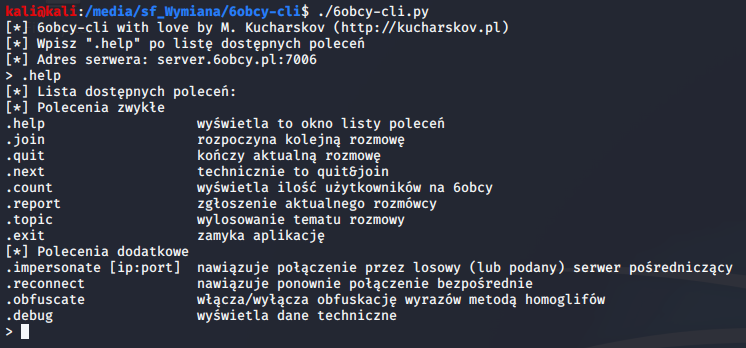 kali@kali:/media/sf_Wymiana/6obcy-cli$ ./6obcy-cli.py
[*] 6obcy-cli with love by M. Kucharskov (http://kucharskov.pl)
[*] Wpisz ".help" po listę dostępnych poleceń
[*] Adres serwera: server.6obcy.pl:7006
> .help
[*] Lista dostępnych poleceń:
[*] Polecenia zwykłe
.help wyświetla to okno listy poleceń
.join rozpoczyna kolejną rozmowę
.quit kończy aktualną rozmowę
.next technicznie to quit&join
.count wyświetla ilość użytkowników na 6obcy
.report zgłoszenie aktualnego rozmówcy
.topic wylosowanie tematu rozmowy
.exit zamyka aplikację
[*] Polecenia dodatkowe
.impersonate [ip:port] nawiązuje połączenie przez losowy (lub podany) serwer pośredniczący
.reconnect nawiązuje ponownie połączenie bezpośrednie
.obfuscate włącza/wyłącza obfuskację wyrazów metodą homoglifów
.debug wyświetla dane techniczne
>